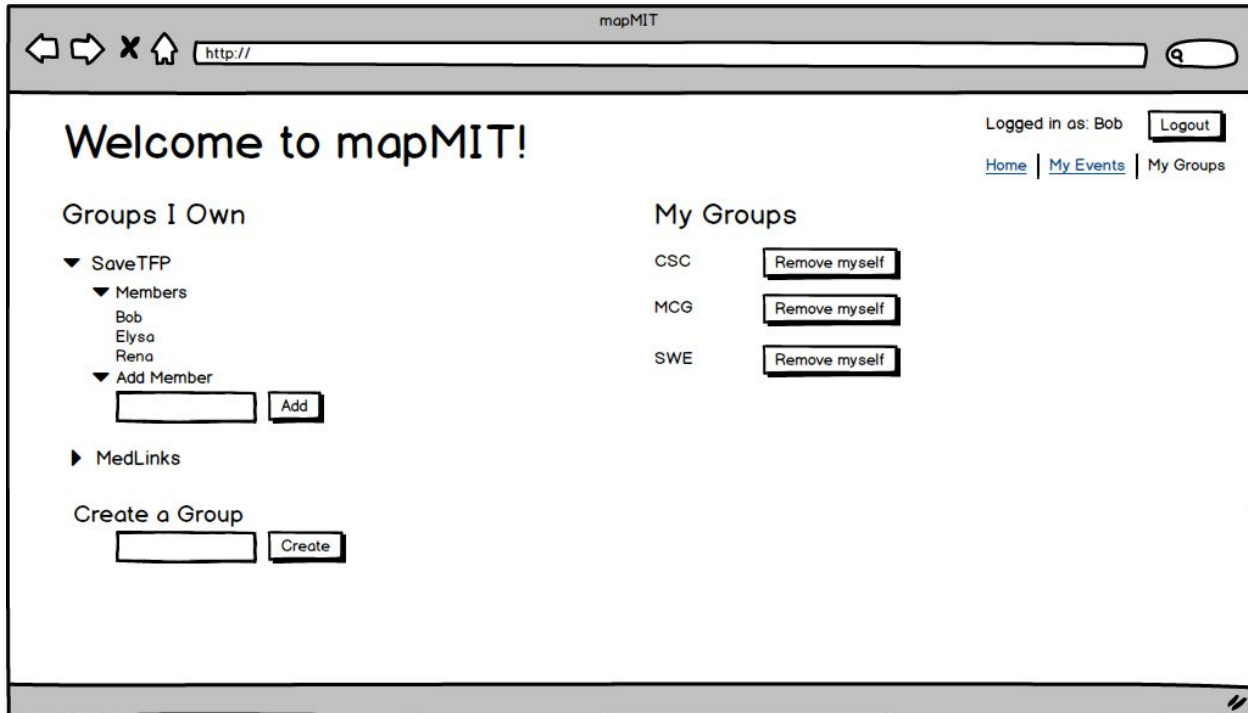 mapMIT
http://
Welcome to mapMIT!
Logged in as: Bob Logout
Home My Events My Groups
Groups I Own
SaveTFP
Members
Bob
Elysa
Rena
Add Member
Add
MedLinks
Create a Group
Create
My Groups
CSC Remove myself
MCG Remove myself
SWE Remove myself